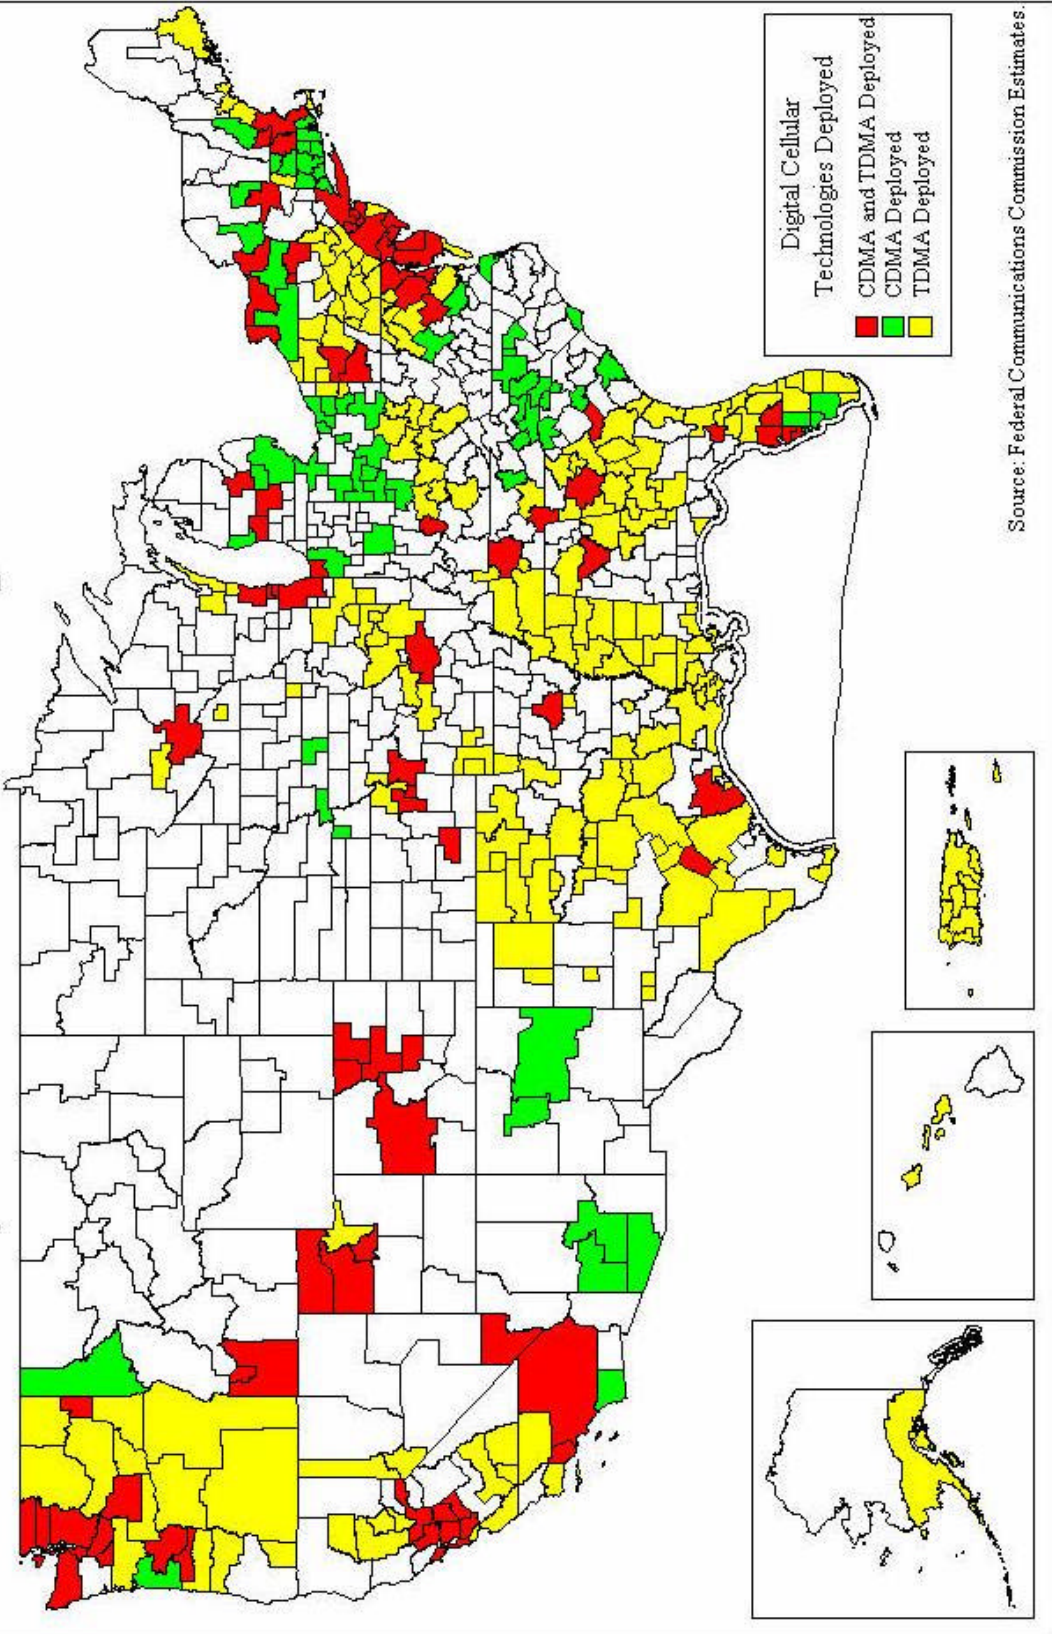 Digital Cellular
Technologies Deployed
CDMA and TDMA Deployed
CDMA Deployed
TDMA Deployed
Source: Federal Communications Commission Estimates.